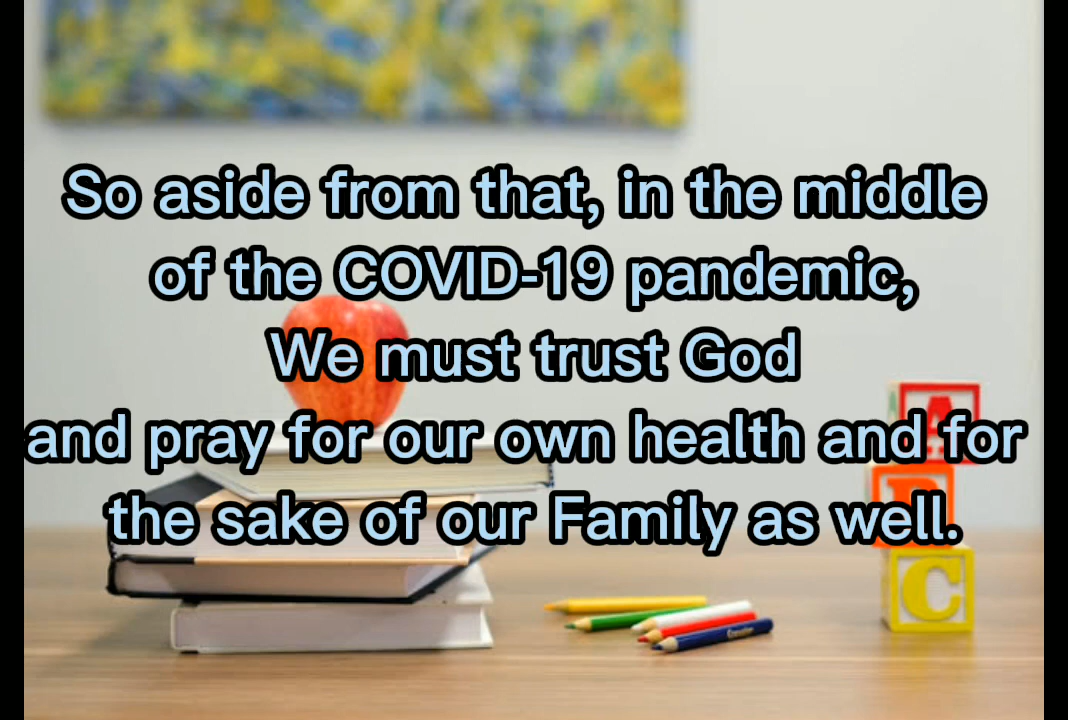 So aside from that, in the middle
of the COVID-19 pandemic,
We must trust God
and pray for our own health and for
the sake of our Family as well.
A
B
C